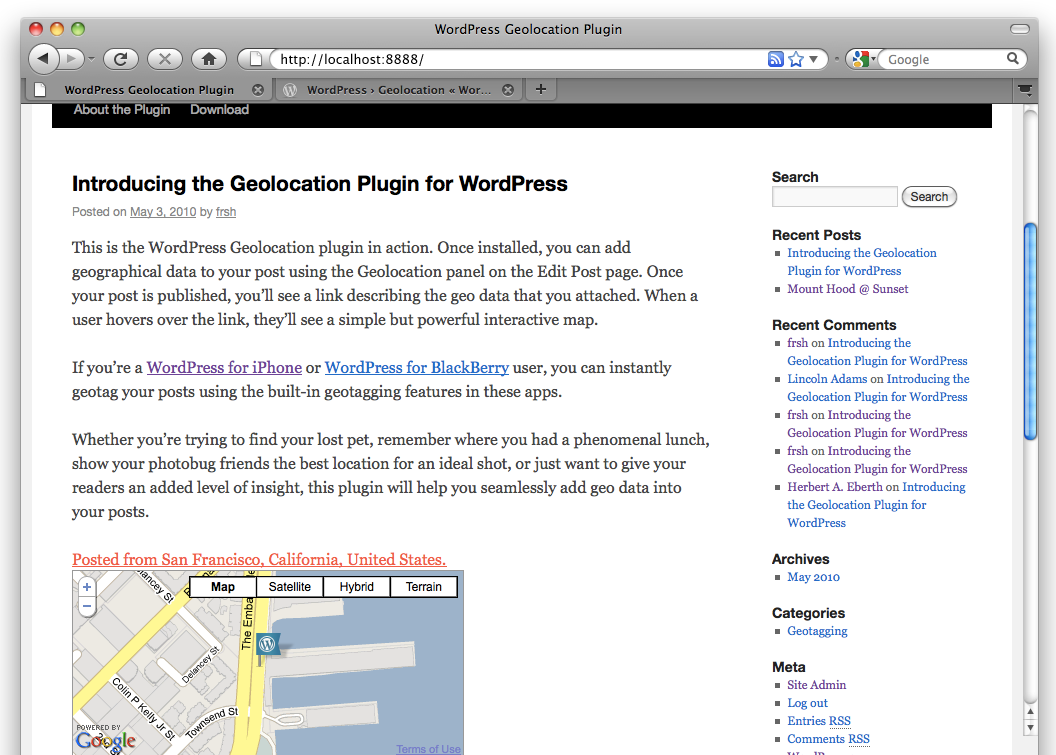 WordPress Geolocation Plugin
http://localhost:8888/
Google
WordPress Geolocation Plugin
WordPress › Geolocation « Wor...
About the Plugin Download
Introducing the Geolocation Plugin for WordPress
Posted on May 3, 2010 by frsh
This is the WordPress Geolocation plugin in action. Once installed, you can add
geographical data to your post using the Geolocation panel on the Edit Post page. Once
your post is published, you’ll see a link describing the geo data that you attached. When a
user hovers over the link, they’ll see a simple but powerful interactive map.
If you’re a WordPress for iPhone or WordPress for BlackBerry user, you can instantly
geotag your posts using the built-in geotagging features in these apps.
Whether you’re trying to find your lost pet, remember where you had a phenomenal lunch,
show your photobug friends the best location for an ideal shot, or just want to give your
readers an added level of insight, this plugin will help you seamlessly add geo data into
your posts.
Posted from San Francisco, California, United States.
+
−
Map Satellite Hybrid Terrain
Delancey St
The Emba
Delancey St
Colin P Kelly Jr St
Townsend St
POWERED BY
Google
Terms of Use
Search
Search
Recent Posts
Introducing the Geolocation
Plugin for WordPress
Mount Hood @ Sunset
Recent Comments
frsh on Introducing the
Geolocation Plugin for WordPress
Lincoln Adams on Introducing the
Geolocation Plugin for WordPress
frsh on Introducing the
Geolocation Plugin for WordPress
frsh on Introducing the
Geolocation Plugin for WordPress
Herbert A. Eberth on Introducing
the Geolocation Plugin for
WordPress
Archives
May 2010
Categories
Geotagging
Meta
Site Admin
Log out
Entries RSS
Comments RSS